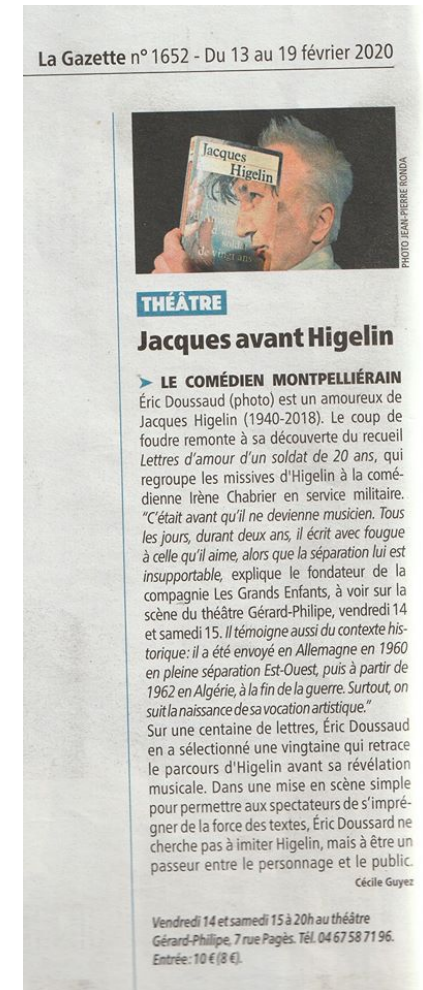 La Gazette n° 1652 - Du 13 au 19 février 2020
Jacques
Higelin
soldat
de vingt ans
PHOTO JEAN-PIERRE RONDA
THÉÂTRE
Jacques avant Higelin
➤ LE COMÉDIEN MONTPELLIÉRAIN
Éric Doussaud (photo) est un amoureux de
Jacques Higelin (1940-2018). Le coup de
foudre remonte à sa découverte du recueil
Lettres d’amour d’un soldat de 20 ans, qui
regroupe les missives d'Higelin à la comé-
dienne Irène Chabrier en service militaire.
“C’était avant qu’il ne devienne musicien. Tous
les jours, durant deux ans, il écrit avec fougue
à celle qu’il aime, alors que la séparation lui est
insupportable, explique le fondateur de la
compagnie Les Grands Enfants, à voir sur la
scène du théâtre Gérard-Philipe, vendredi 14
et samedi 15. Il témoigne aussi du contexte his-
torique: il a été envoyé en Allemagne en 1960
en pleine séparation Est-Ouest, puis à partir de
1962 en Algérie, à la fin de la guerre. Surtout, on
suit la naissance de sa vocation artistique.”
Sur une centaine de lettres, Éric Doussaud
en a sélectionné une vingtaine qui retrace
le parcours d'Higelin avant sa révélation
musicale. Dans une mise en scène simple
pour permettre aux spectateurs de s’impré-
gner de la force des textes, Éric Doussard ne
cherche pas à imiter Higelin, mais à être un
passeur entre le personnage et le public.
Cécile Guyez
Vendredi 14 et samedi 15 à 20h au théâtre
Gérard-Philipe, 7 rue Pagès. Tél. 04 67 58 71 96.
Entrée: 10 € (8 €).